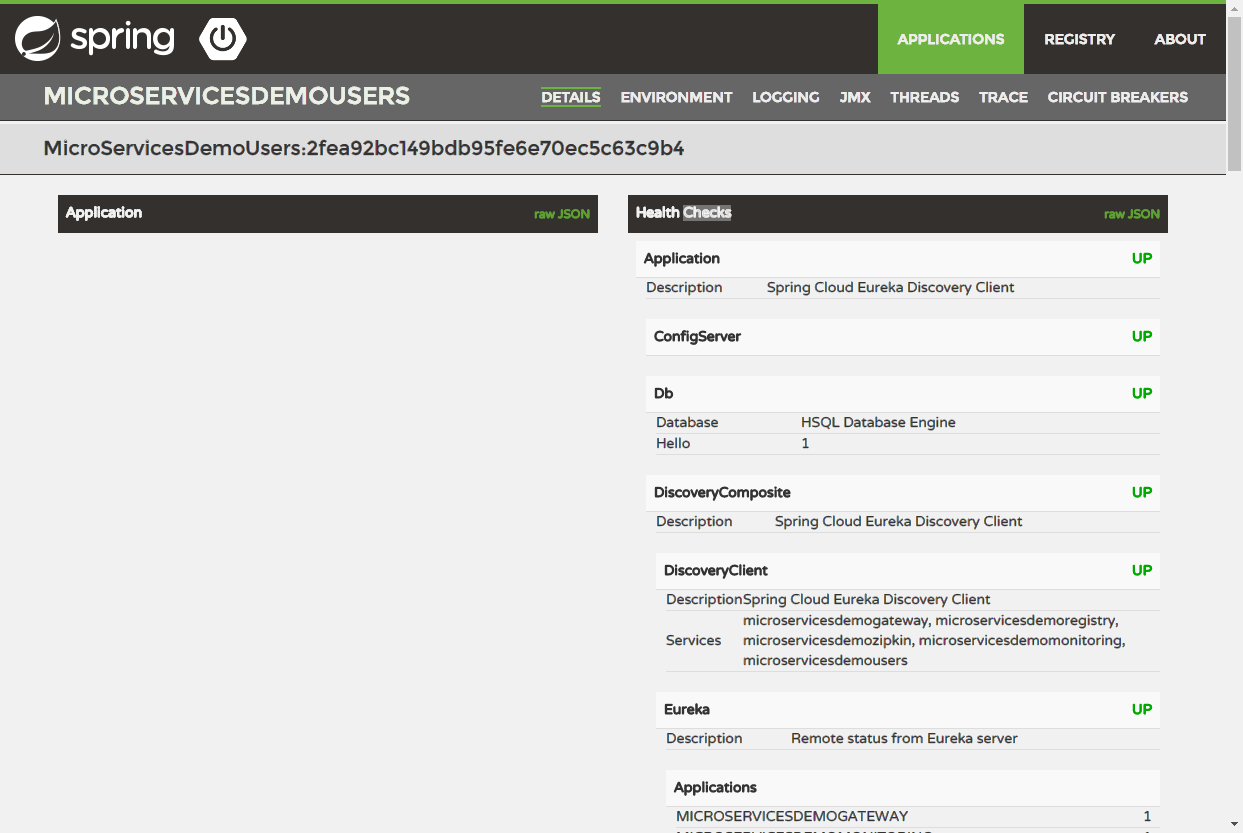 spring
APPLICATIONS REGISTRY ABOUT
MICROSERVICESDEMOUSERS
DETAILS ENVIRONMENT LOGGING JMX THREADS TRACE CIRCUIT BREAKERS
MicroServicesDemoUsers:2fea92bc149bdb95fe6e70ec5c63c9b4
Application raw JSON
Health Checks raw JSON
Application UP
Description Spring Cloud Eureka Discovery Client
ConfigServer UP
Db UP
Database HSQL Database Engine
Hello 1
DiscoveryComposite UP
Description Spring Cloud Eureka Discovery Client
DiscoveryClient UP
Description Spring Cloud Eureka Discovery Client
microservicesdemogateway, microservicesdemoregistry,
Services microservicesdemozipkin, microservicesdemomonitoring,
microservicesdemousers
Eureka UP
Description Remote status from Eureka server
Applications
MICROSERVICESDEMOGATEWAY 1